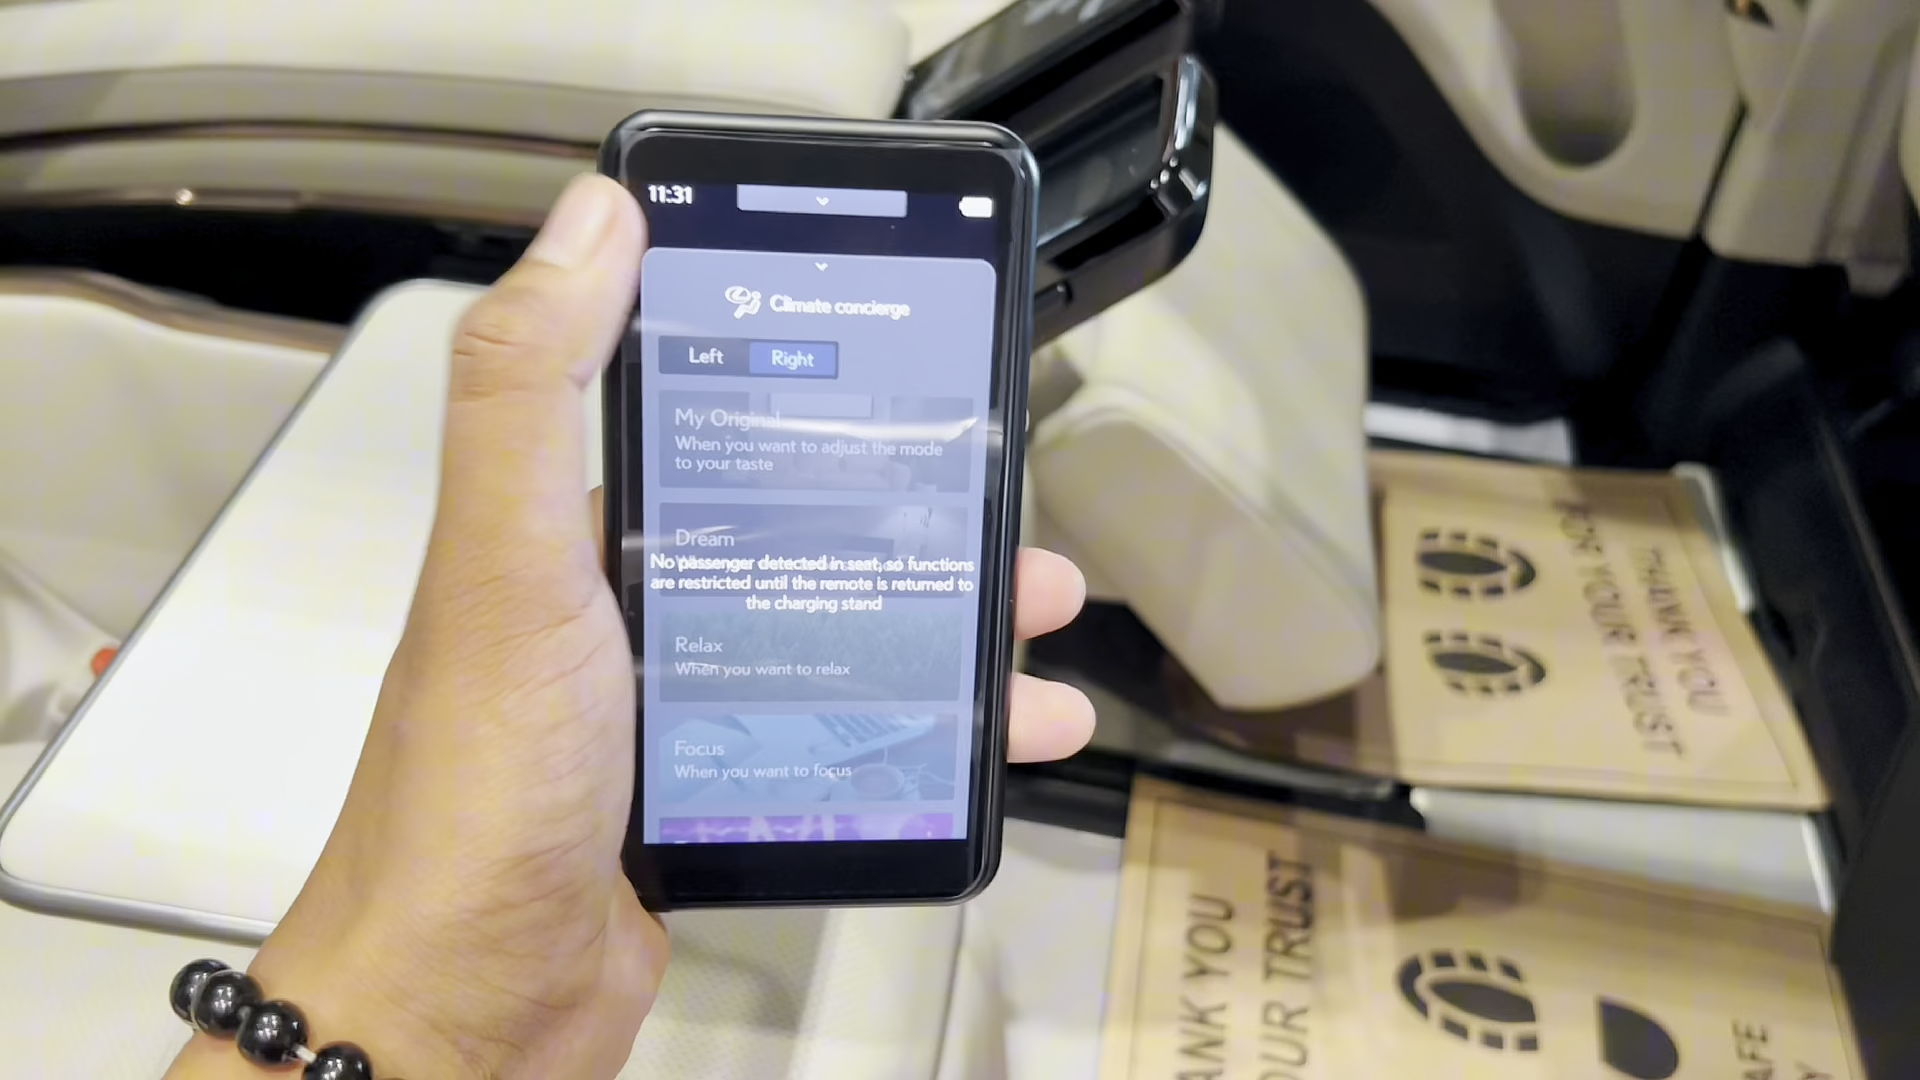 11:31
Climate concierge
Left
Right
My Original
When you want to adjust the mode
to your taste
Dream
No passenger detected in seat, so functions
are restricted until the remote is returned to
the charging stand
Relax
When you want to relax
Focus
When you want to focus
THANK YOU
FOR YOUR TRUST
ANK YOU
OUR TRUST
AFE